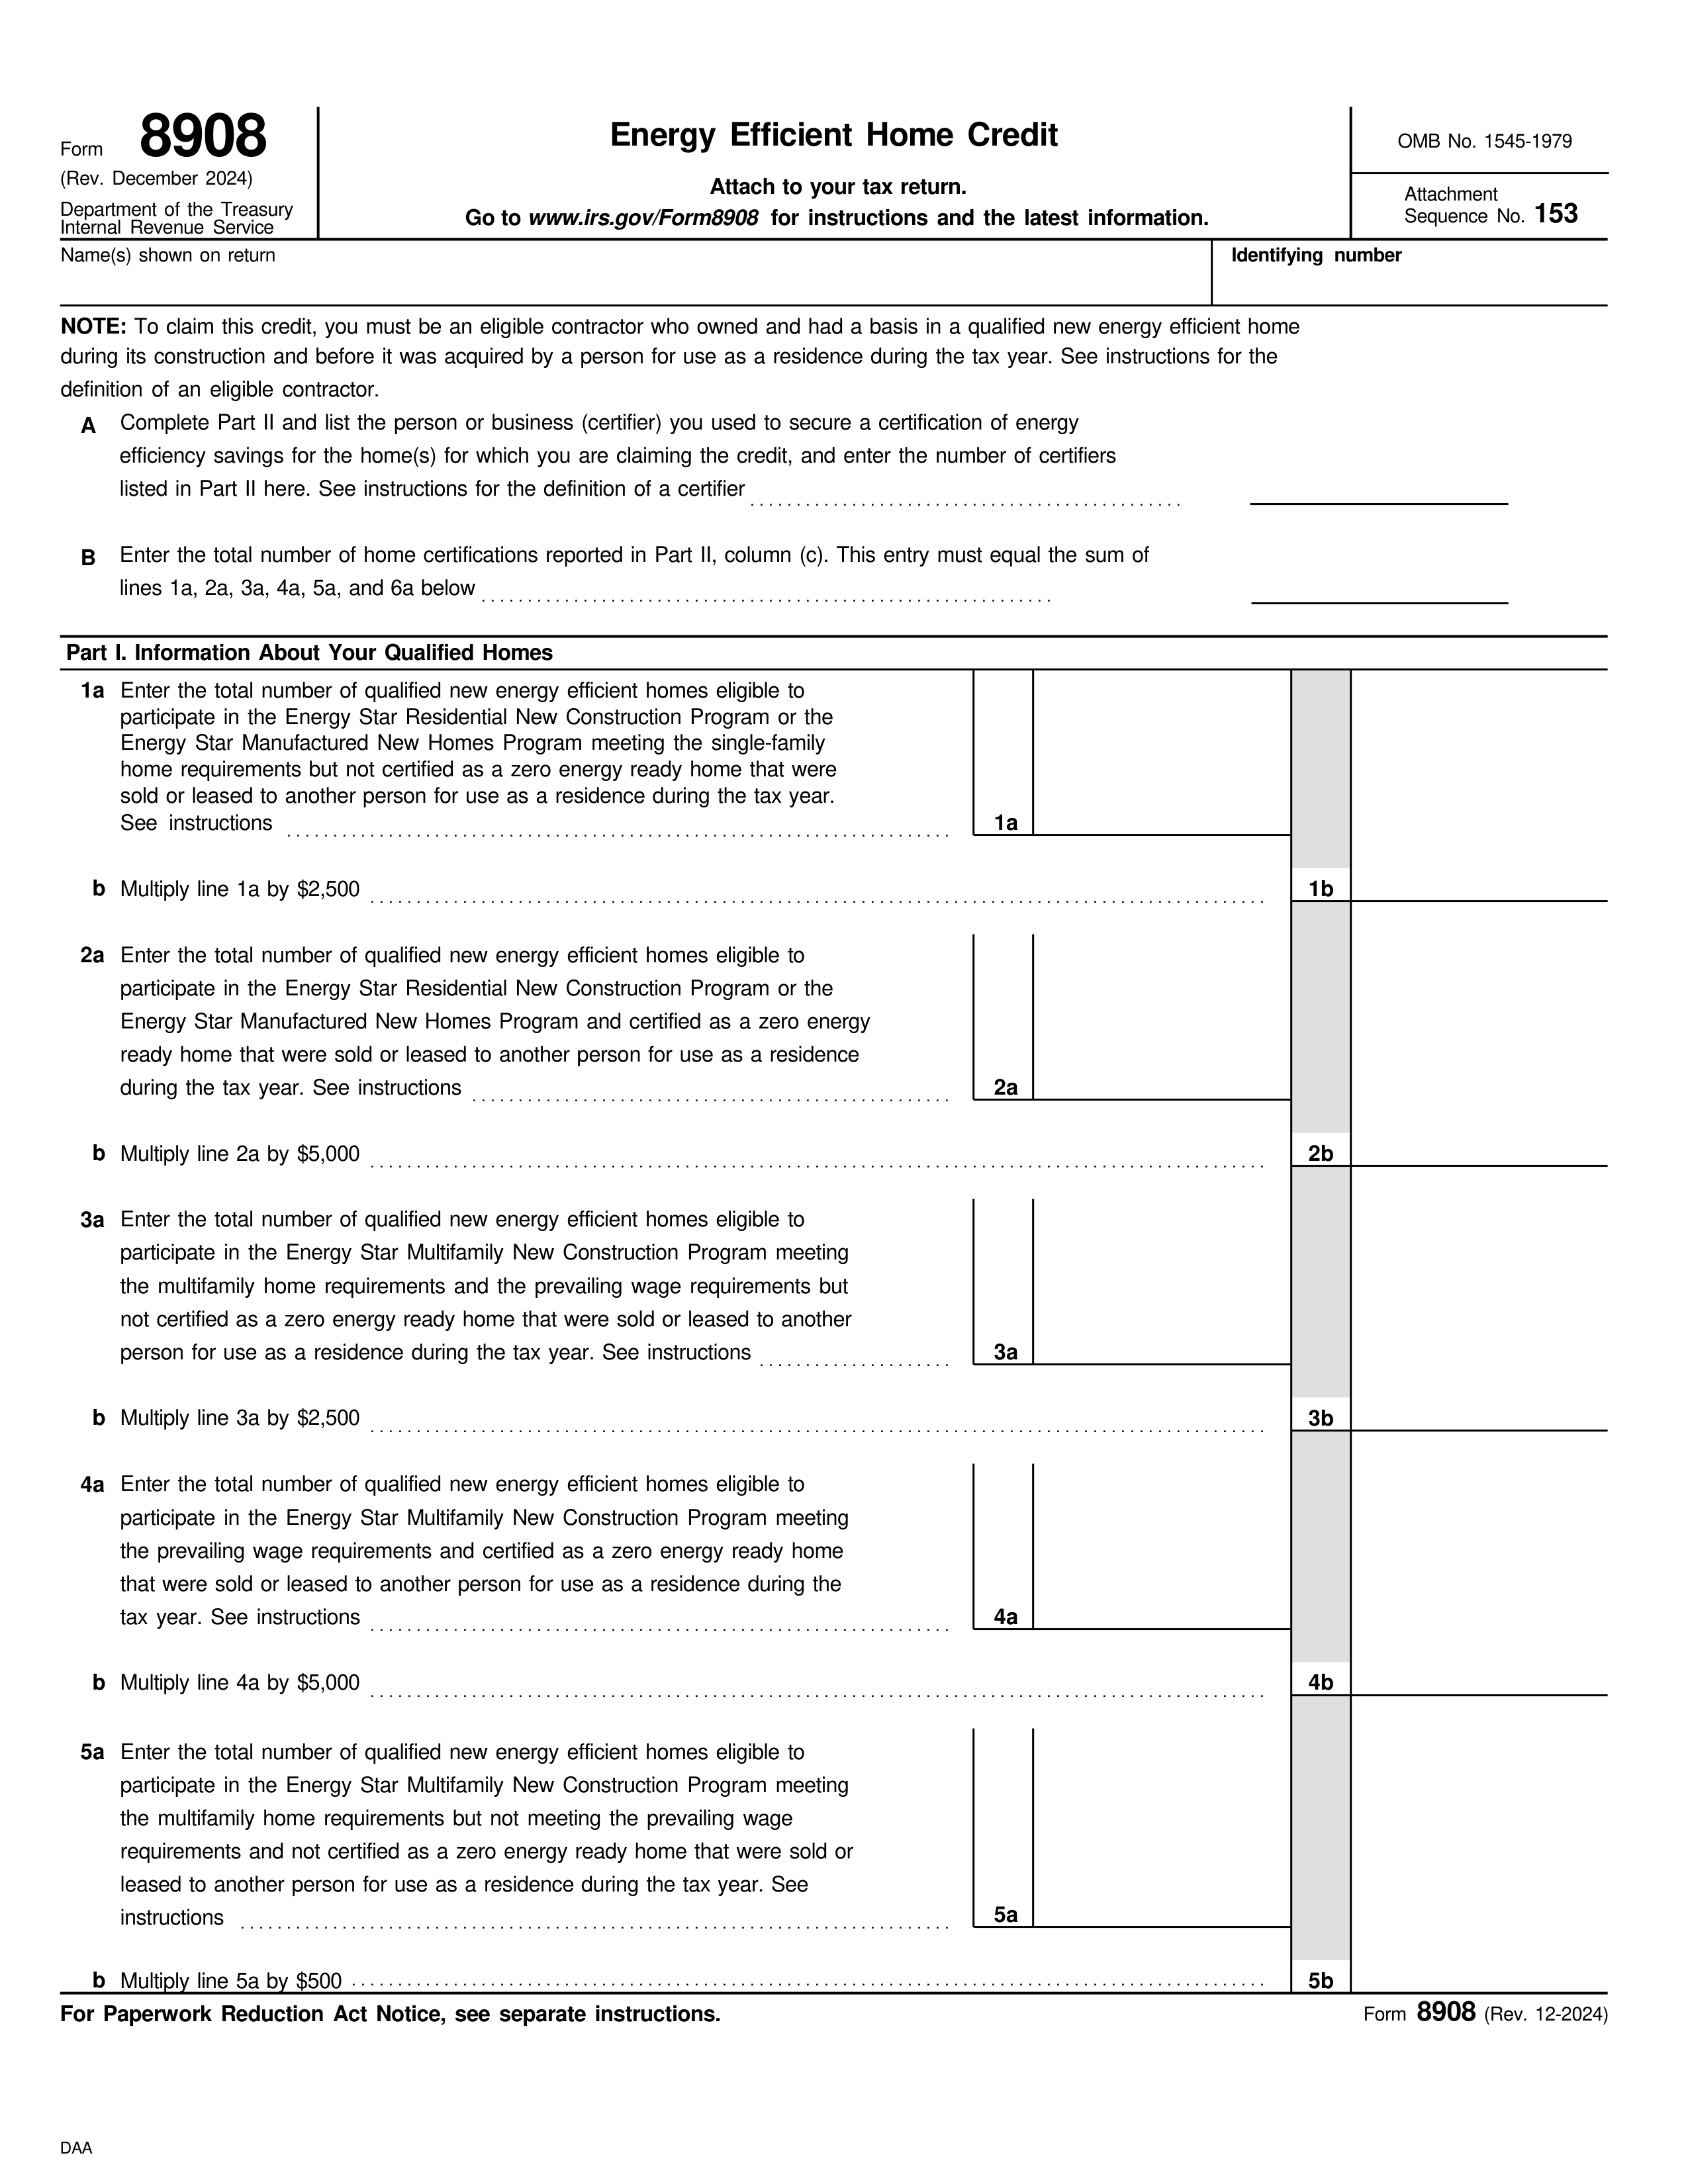 Form 8908
(Rev. December 2024)
Department of the Treasury
Internal Revenue Service
Energy Efficient Home Credit
Attach to your tax return.
Go to www.irs.gov/Form8908 for instructions and the latest information.
OMB No. 1545-1979
Attachment
Sequence No. 153
Name(s) shown on return
Identifying number
NOTE: To claim this credit, you must be an eligible contractor who owned and had a basis in a qualified new energy efficient home
during its construction and before it was acquired by a person for use as a residence during the tax year. See instructions for the
definition of an eligible contractor.
A Complete Part II and list the person or business (certifier) you used to secure a certification of energy
efficiency savings for the home(s) for which you are claiming the credit, and enter the number of certifiers
listed in Part II here. See instructions for the definition of a certifier
B Enter the total number of home certifications reported in Part II, column (c). This entry must equal the sum of
lines 1a, 2a, 3a, 4a, 5a, and 6a below
Part I. Information About Your Qualified Homes
1a Enter the total number of qualified new energy efficient homes eligible to
participate in the Energy Star Residential New Construction Program or the
Energy Star Manufactured New Homes Program meeting the single-family
home requirements but not certified as a zero energy ready home that were
sold or leased to another person for use as a residence during the tax year.
See instructions 1a
b Multiply line 1a by $2,500 1b
2a Enter the total number of qualified new energy efficient homes eligible to
participate in the Energy Star Residential New Construction Program or the
Energy Star Manufactured New Homes Program and certified as a zero energy
ready home that were sold or leased to another person for use as a residence
during the tax year. See instructions 2a
b Multiply line 2a by $5,000 2b
3a Enter the total number of qualified new energy efficient homes eligible to
participate in the Energy Star Multifamily New Construction Program meeting
the multifamily home requirements and the prevailing wage requirements but
not certified as a zero energy ready home that were sold or leased to another
person for use as a residence during the tax year. See instructions 3a
b Multiply line 3a by $2,500 3b
4a Enter the total number of qualified new energy efficient homes eligible to
participate in the Energy Star Multifamily New Construction Program meeting
the prevailing wage requirements and certified as a zero energy ready home
that were sold or leased to another person for use as a residence during the
tax year. See instructions 4a
b Multiply line 4a by $5,000 4b
5a Enter the total number of qualified new energy efficient homes eligible to
participate in the Energy Star Multifamily New Construction Program meeting
the multifamily home requirements but not meeting the prevailing wage
requirements and not certified as a zero energy ready home that were sold or
leased to another person for use as a residence during the tax year. See
instructions 5a
b Multiply line 5a by $500 5b
For Paperwork Reduction Act Notice, see separate instructions.
Form 8908 (Rev. 12-2024)
DAA